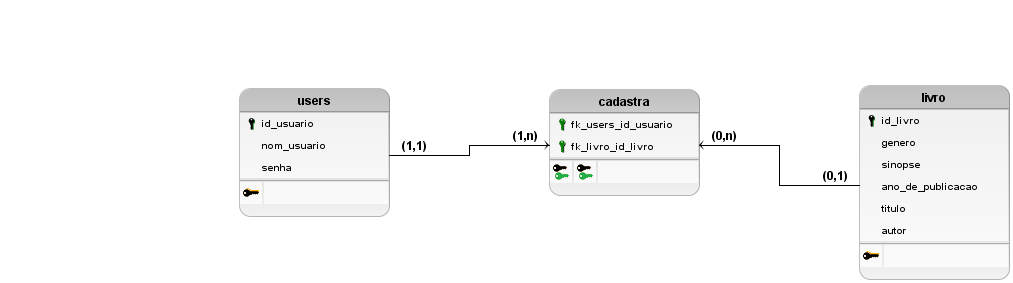 users
id_usuario
nom_usuario
senha
(1,1)
(1,n)
cadastra
fk_users_id_usuario
fk_livro_id_livro
(0,n)
(0,1)
livro
id_livro
genero
sinopse
ano_de_publicacao
titulo
autor